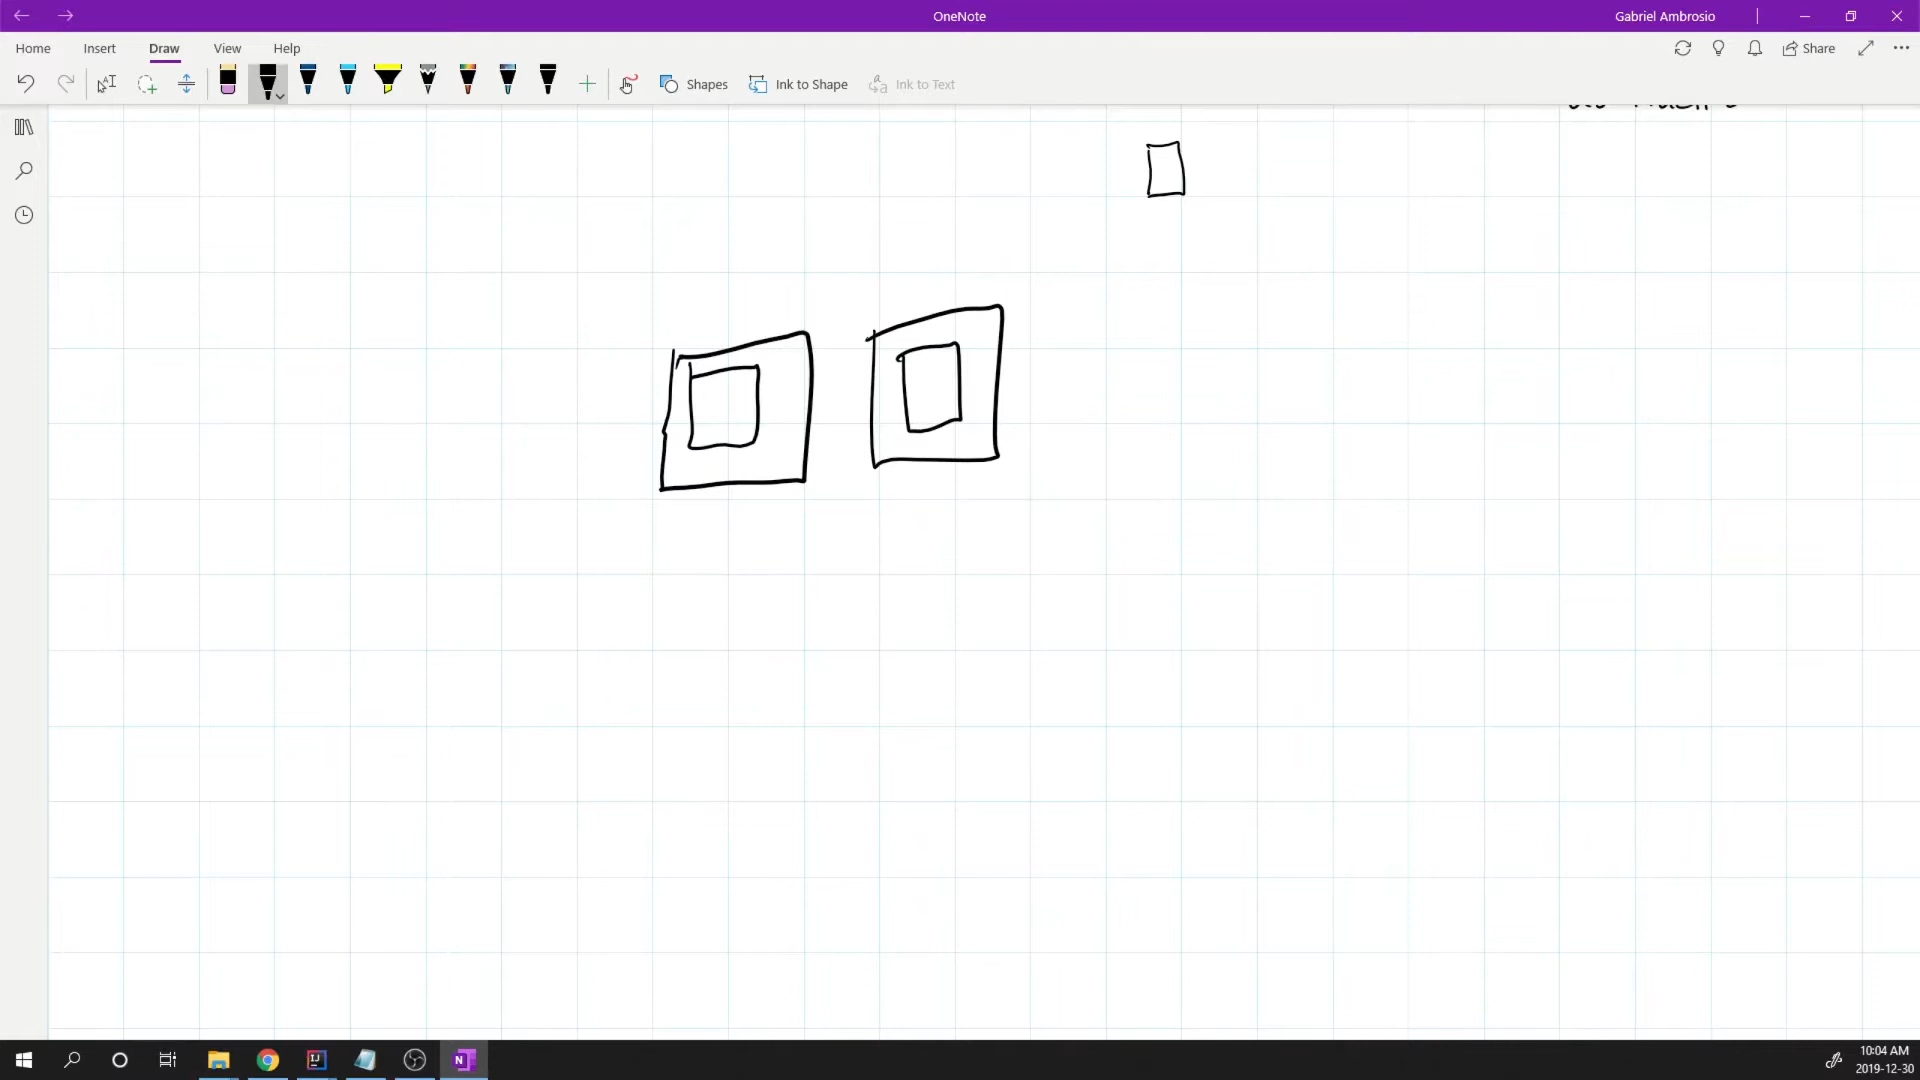 OneNote
Gabriel Ambrosio
Home Insert Draw View Help
Share
Shapes Ink to Shape Ink to Text
10:04 AM
2019-12-30